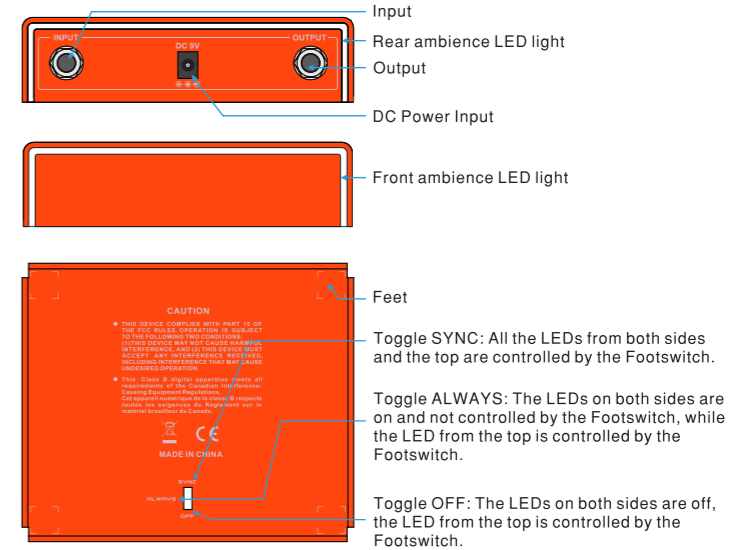 Input
INPUT
OUTPUT
DC 9V
Rear ambience LED light
Output
DC Power Input
Front ambience LED light
Feet
CAUTION
THIS DEVICE COMPLIES WITH PART 15 OF
THE FCC RULES. OPERATION IS SUBJECT
TO THE FOLLOWING TWO CONDITIONS:
(1)THIS DEVICE MAY NOT CAUSE HARMFUL
INTERFERENCE, AND (2) THIS DEVICE MUST
ACCEPT ANY INTERFERENCE RECEIVED,
INCLUDING INTERFERENCE THAT MAY CAUSE
UNDESIRED OPERATION.
This Class B digital apparatus meets all
requirements of the Canadian Interference-
Causing Equipment Regulations.
Cet appareil numérique de la classe B respecte
toutes les exigences du Règlement sur le
matériel brouilleur du Canada.
CE
MADE IN CHINA
SYNC
ALWAYS
OFF
Toggle SYNC: All the LEDs from both sides
and the top are controlled by the Footswitch.
Toggle ALWAYS: The LEDs on both sides are
on and not controlled by the Footswitch, while
the LED from the top is controlled by the
Footswitch.
Toggle OFF: The LEDs on both sides are off,
the LED from the top is controlled by the
Footswitch.